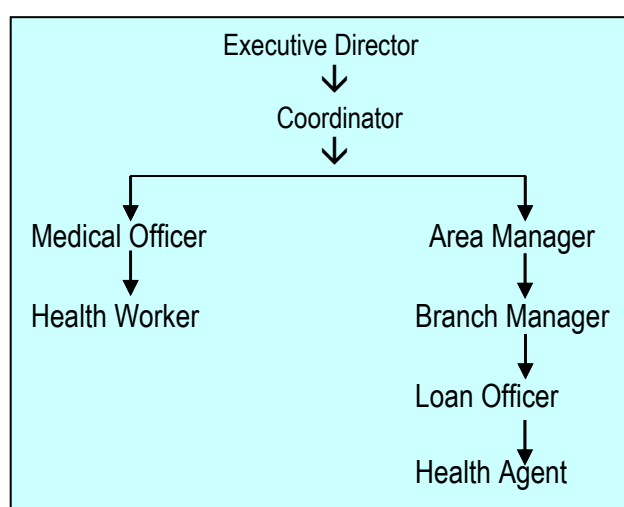 Executive Director
Coordinator
Medical Officer
Area Manager
Health Worker
Branch Manager
Loan Officer
Health Agent